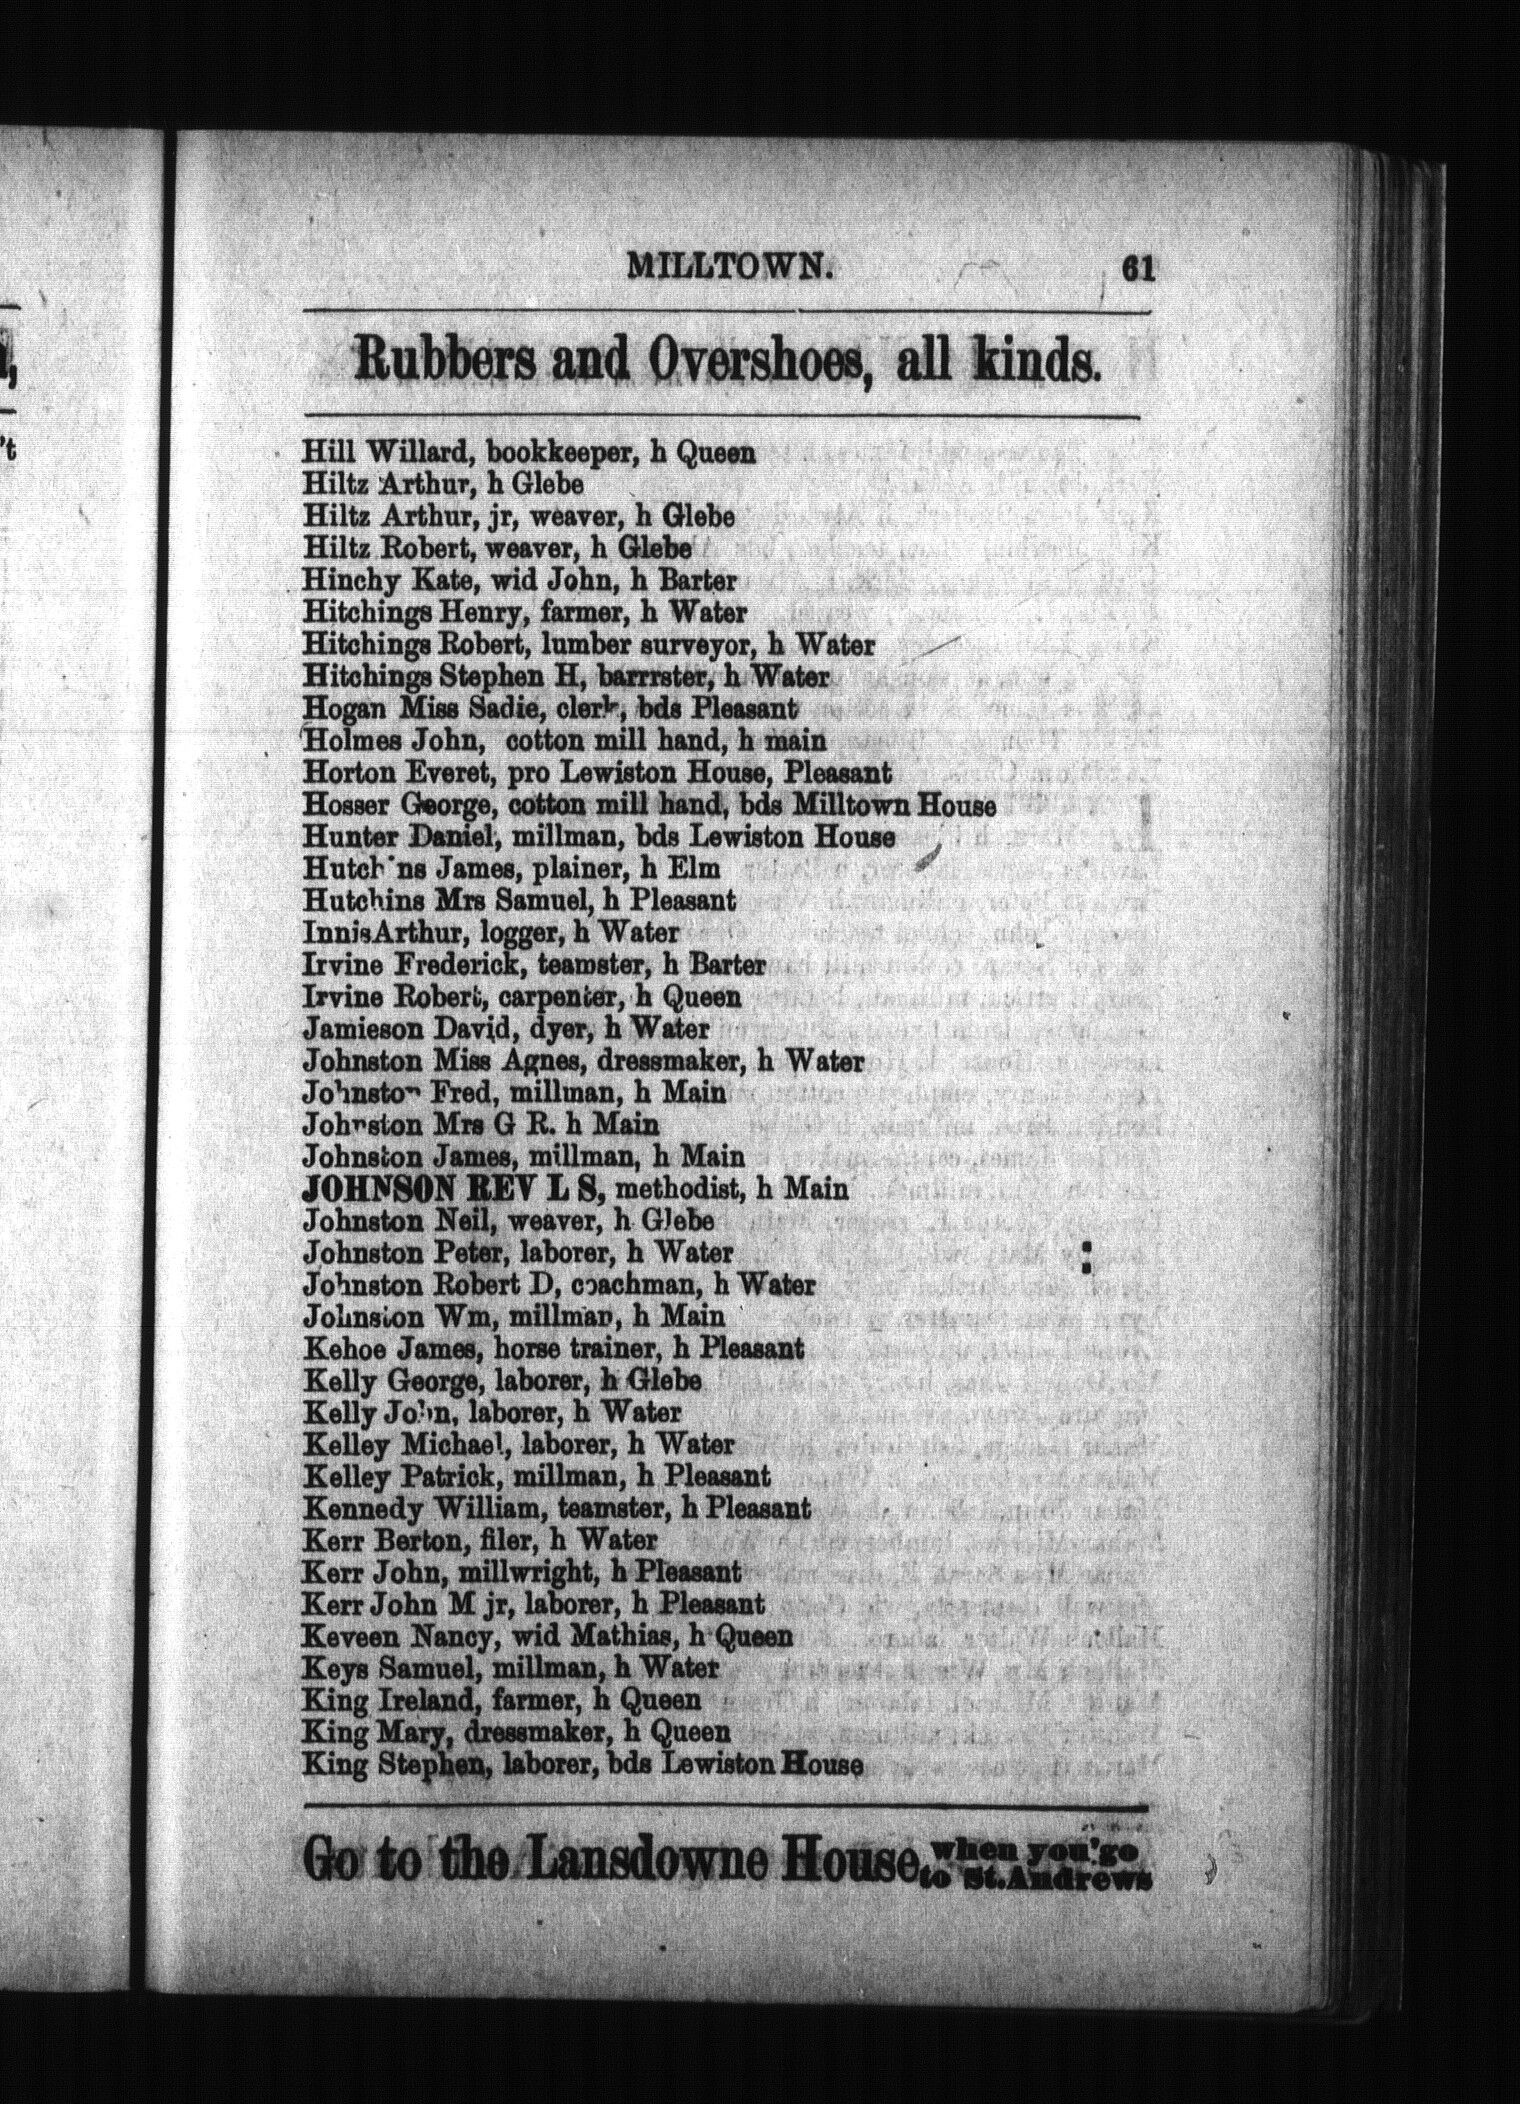 MILLTOWN. 61
Rubbers and Overshoes, all kinds.
Hill Willard, bookkeeper, h Queen
Hiltz Arthur, h Glebe
Hiltz Arthur, jr, weaver, h Glebe
Hiltz Robert, weaver, h Glebe
Hinchy Kate, wid John, h Barter
Hitchings Henry, farmer, h Water
Hitchings Robert, lumber surveyor, h Water
Hitchings Stephen H, barrrster, h Water
Hogan Miss Sadie, clerk, bds Pleasant
Holmes John, cotton mill hand, h main
Horton Everet, pro Lewiston House, Pleasant
Hosser George, cotton mill hand, bds Milltown House
Hunter Daniel, millman, bds Lewiston House
Hutchins James, plainer, h Elm
Hutchins Mrs Samuel, h Pleasant
Innis Arthur, logger, h Water
Irvine Frederick, teamster, h Barter
Irvine Robert, carpenter, h Queen
Jamieson David, dyer, h Water
Johnston Miss Agnes, dressmaker, h Water
Johnston Fred, millman, h Main
Johnston Mrs G R. h Main
Johnston James, millman, h Main
JOHNSON REV L S, methodist, h Main
Johnston Neil, weaver, h Glebe
Johnston Peter, laborer, h Water
Johnston Robert D, coachman, h Water
Johnston Wm, millman, h Main
Kehoe James, horse trainer, h Pleasant
Kelly George, laborer, h Glebe
Kelly John, laborer, h Water
Kelley Michael, laborer, h Water
Kelley Patrick, millman, h Pleasant
Kennedy William, teamster, h Pleasant
Kerr Berton, filer, h Water
Kerr John, millwright, h Pleasant
Kerr John M jr, laborer, h Pleasant
Keveen Nancy, wid Mathias, h Queen
Keys Samuel, millman, h Water
King Ireland, farmer, h Queen
King Mary, dressmaker, h Queen
King Stephen, laborer, bds Lewiston House
Go to the Lansdowne House, when you go
to St. Andrews